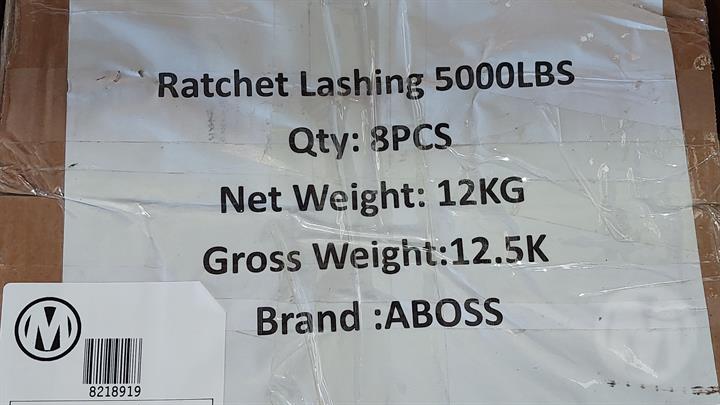 Ratchet Lashing 5000LBS
Qty: 8PCS
Net Weight: 12KG
Gross Weight:12.5K
Brand :ABOSS
M
8218919